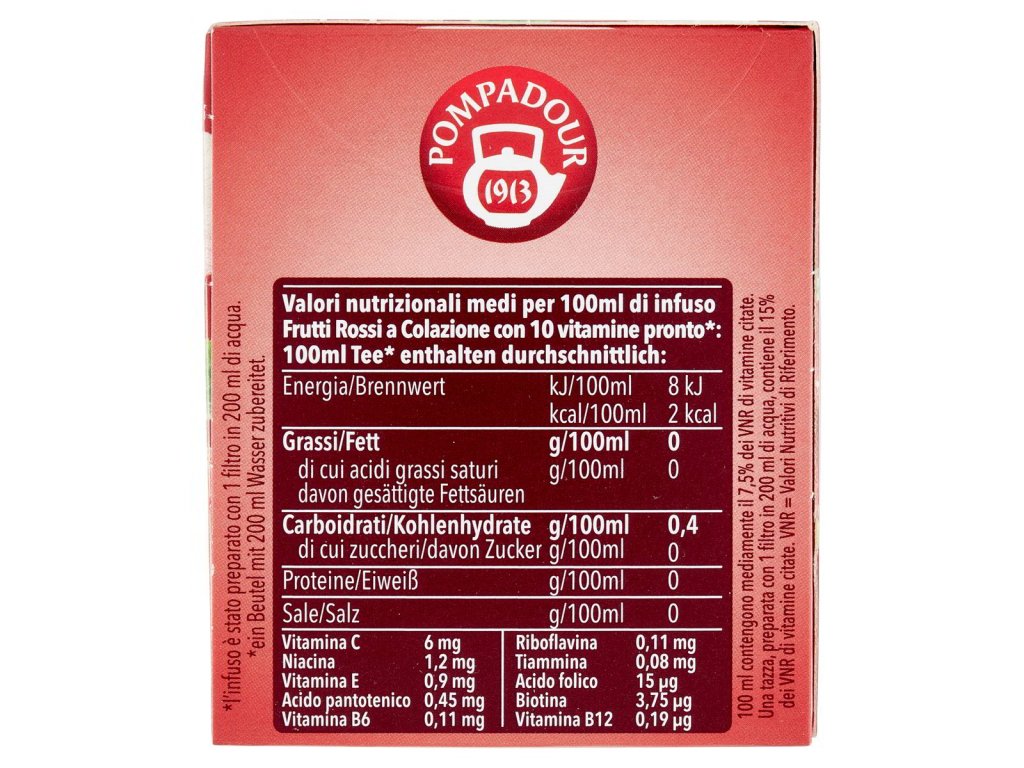 POMPADOUR
1913
Valori nutrizionali medi per 100ml di infuso
Frutti Rossi a Colazione con 10 vitamine pronto*:
100ml Tee* enthalten durchschnittlich:
Energia/Brennwert kJ/100ml 8 kJ
kcal/100ml 2 kcal
Grassi/Fett g/100ml 0
di cui acidi grassi saturi g/100ml 0
davon gesättigte Fettsäuren
Carboidrati/Kohlenhydrate g/100ml 0,4
di cui zuccheri/davon Zucker g/100ml 0
Proteine/Eiweiß g/100ml 0
Sale/Salz g/100ml 0
Vitamina C 6 mg Riboflavina 0,11 mg
Niacina 1,2 mg Tiammina 0,08 mg
Vitamina E 0,9 mg Acido folico 15 µg
Acido pantotenico 0,45 mg Biotina 3,75 µg
Vitamina B6 0,11 mg Vitamina B12 0,19 µg
*l'infuso è stato preparato con 1 filtro in 200 ml di acqua.
*ein Beutel mit 200 ml Wasser zubereitet.
100 ml contengono mediamente il 7,5% dei VNR di vitamine citate.
Una tazza, preparata con 1 filtro in 200 ml di acqua, contiene il 15%
dei VNR di vitamine citate. VNR = Valori Nutritivi di Riferimento.